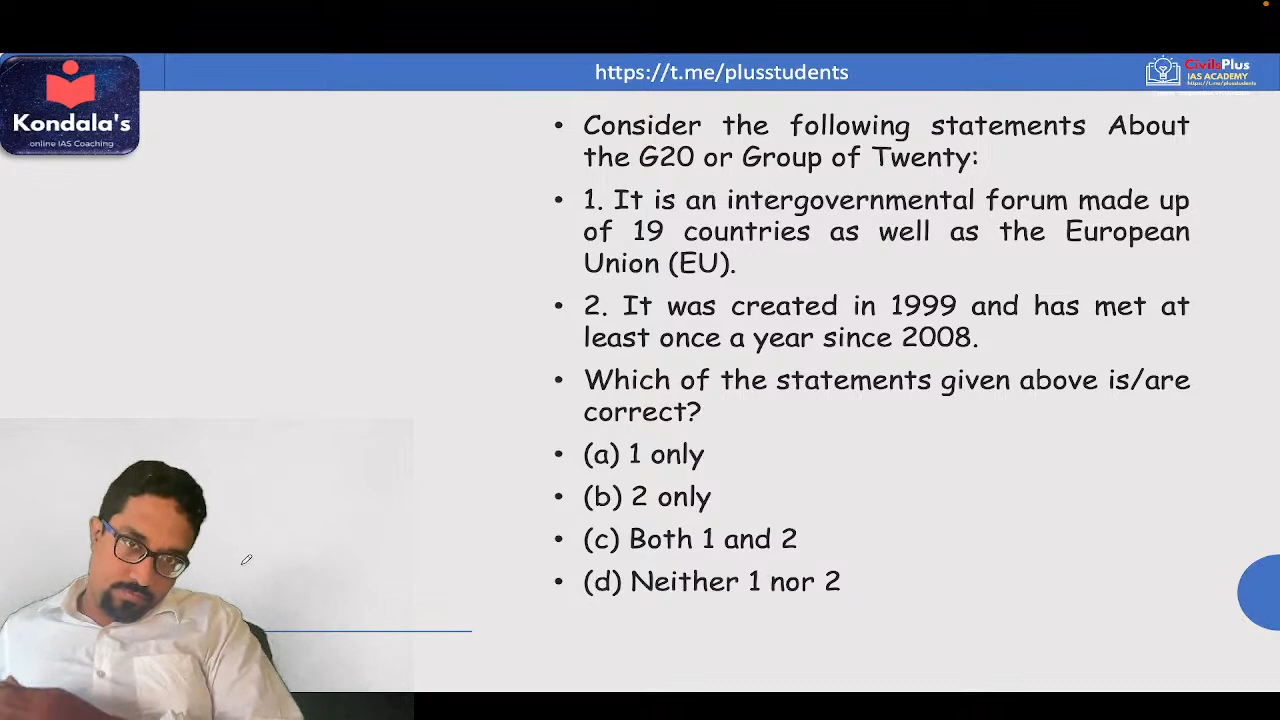 https://t.me/plusstudents
CivilsPlus
IAS ACADEMY
https://t.me/plusstudents
Kondala's
online IAS Coaching
• Consider the following statements About
the G20 or Group of Twenty:
• 1. It is an intergovernmental forum made up
of 19 countries as well as the European
Union (EU).
• 2. It was created in 1999 and has met at
least once a year since 2008.
• Which of the statements given above is/are
correct?
• (a) 1 only
• (b) 2 only
• (c) Both 1 and 2
• (d) Neither 1 nor 2